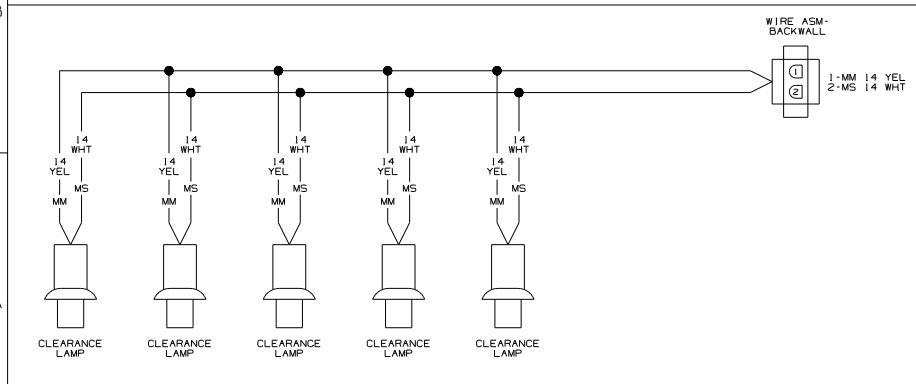 WIRE ASM-
BACKWALL
1
2
1-MM 14 YEL
2-MS 14 WHT
14
WHT
14
WHT
14
WHT
14
WHT
14
WHT
14
YEL
14
YEL
14
YEL
14
YEL
14
YEL
MS
MS
MS
MS
MS
MM
MM
MM
MM
MM
CLEARANCE
LAMP
CLEARANCE
LAMP
CLEARANCE
LAMP
CLEARANCE
LAMP
CLEARANCE
LAMP